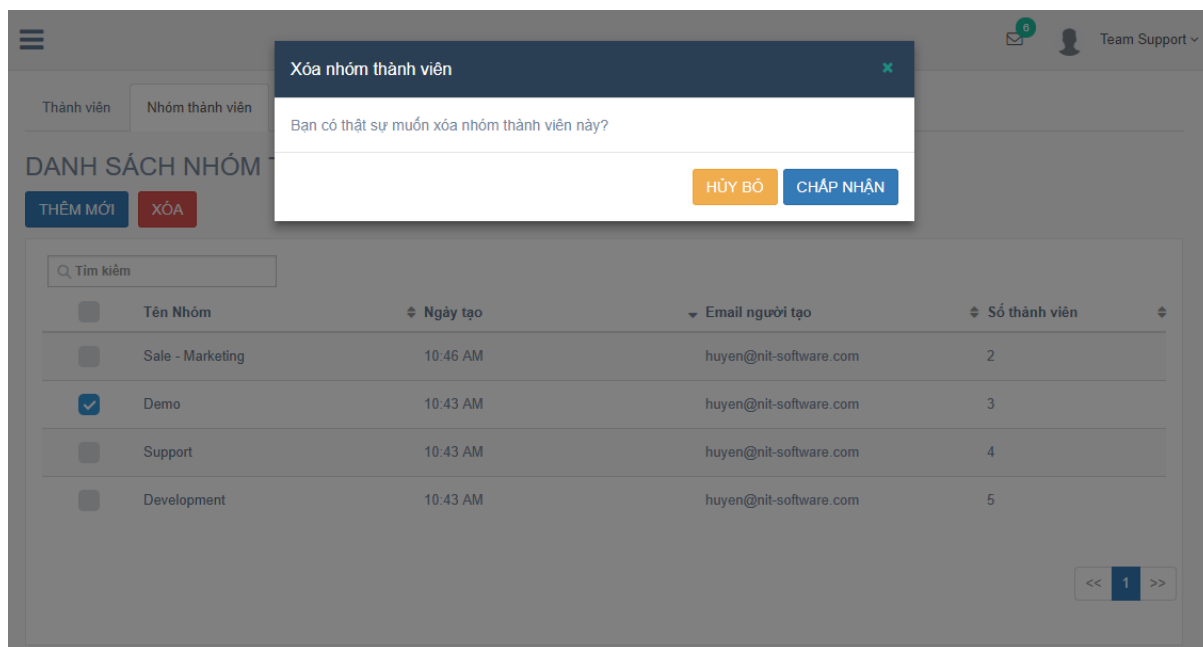 6
Team Support
Xóa nhóm thành viên
×
Thành viên Nhóm thành viên
Bạn có thật sự muốn xóa nhóm thành viên này?
DANH SÁCH NHÓM
HỦY BỎ CHẤP NHẬN
THÊM MỚI XÓA
Tìm kiếm
Tên Nhóm Ngày tạo Email người tạo Số thành viên
Sale - Marketing 10:46 AM huyen@nit-software.com 2
Demo 10:43 AM huyen@nit-software.com 3
Support 10:43 AM huyen@nit-software.com 4
Development 10:43 AM huyen@nit-software.com 5
<< 1 >>